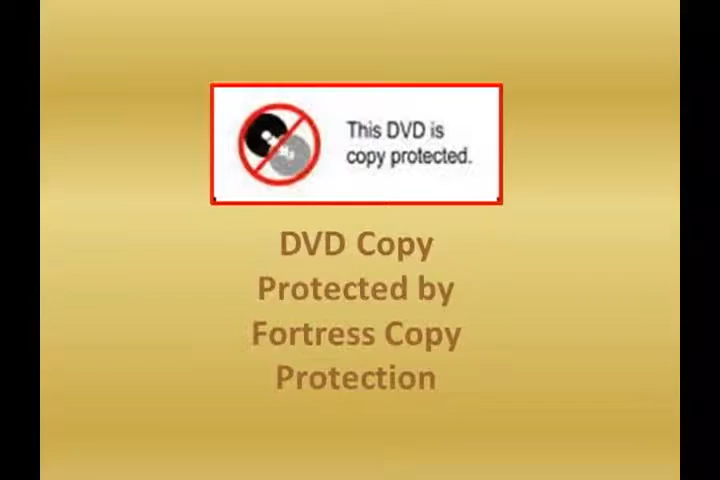 This DVD is
copy protected.
DVD Copy
Protected by
Fortress Copy
Protection